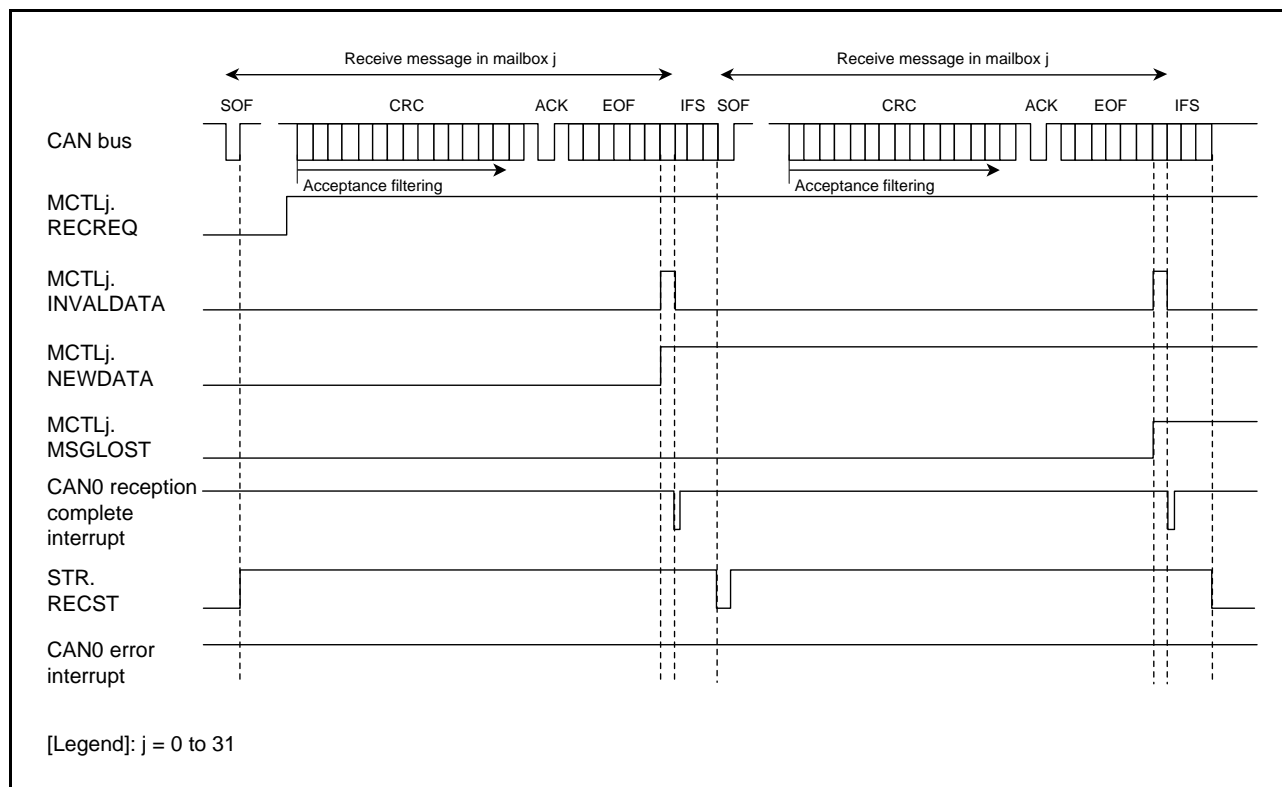 Receive message in mailbox j
Receive message in mailbox j
SOF CRC ACK EOF IFS SOF CRC ACK EOF IFS
CAN bus
Acceptance filtering
Acceptance filtering
MCTLj.
RECREQ
MCTLj.
INVALDATA
MCTLj.
NEWDATA
MCTLj.
MSGLOST
CAN0 reception
complete
interrupt
STR.
RECST
CAN0 error
interrupt
[Legend]: j = 0 to 31